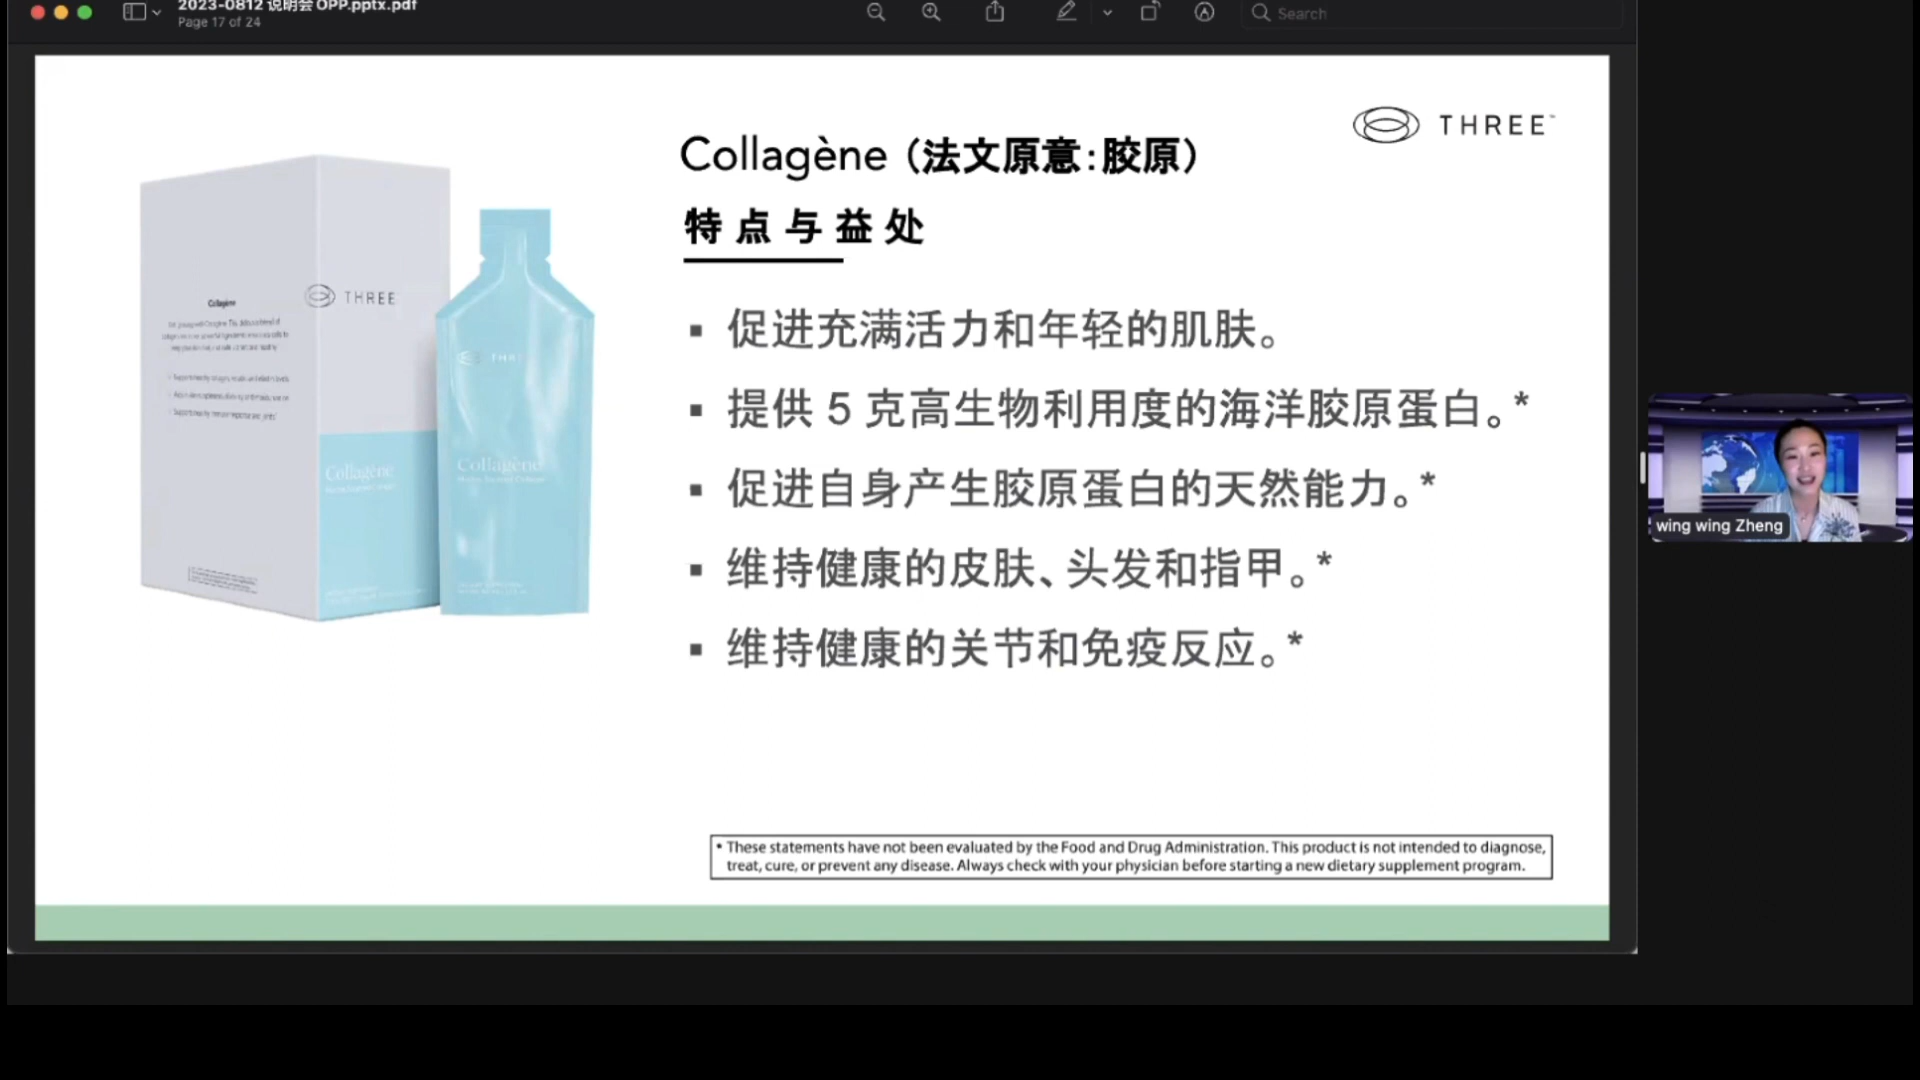 2023-0812 说明会 OPP.pptx.pdf
Page 17 of 24
Search
THREE™
Collagène（法文原意：胶原）
特点与益处
▪ 促进充满活力和年轻的肌肤。
▪ 提供 5 克高生物利用度的海洋胶原蛋白。*
▪ 促进自身产生胶原蛋白的天然能力。*
▪ 维持健康的皮肤、头发和指甲。*
▪ 维持健康的关节和免疫反应。*
Collagène
THREE
Collagène
THREE
Collagène
* These statements have not been evaluated by the Food and Drug Administration. This product is not intended to diagnose,
treat, cure, or prevent any disease. Always check with your physician before starting a new dietary supplement program.
wing wing Zheng